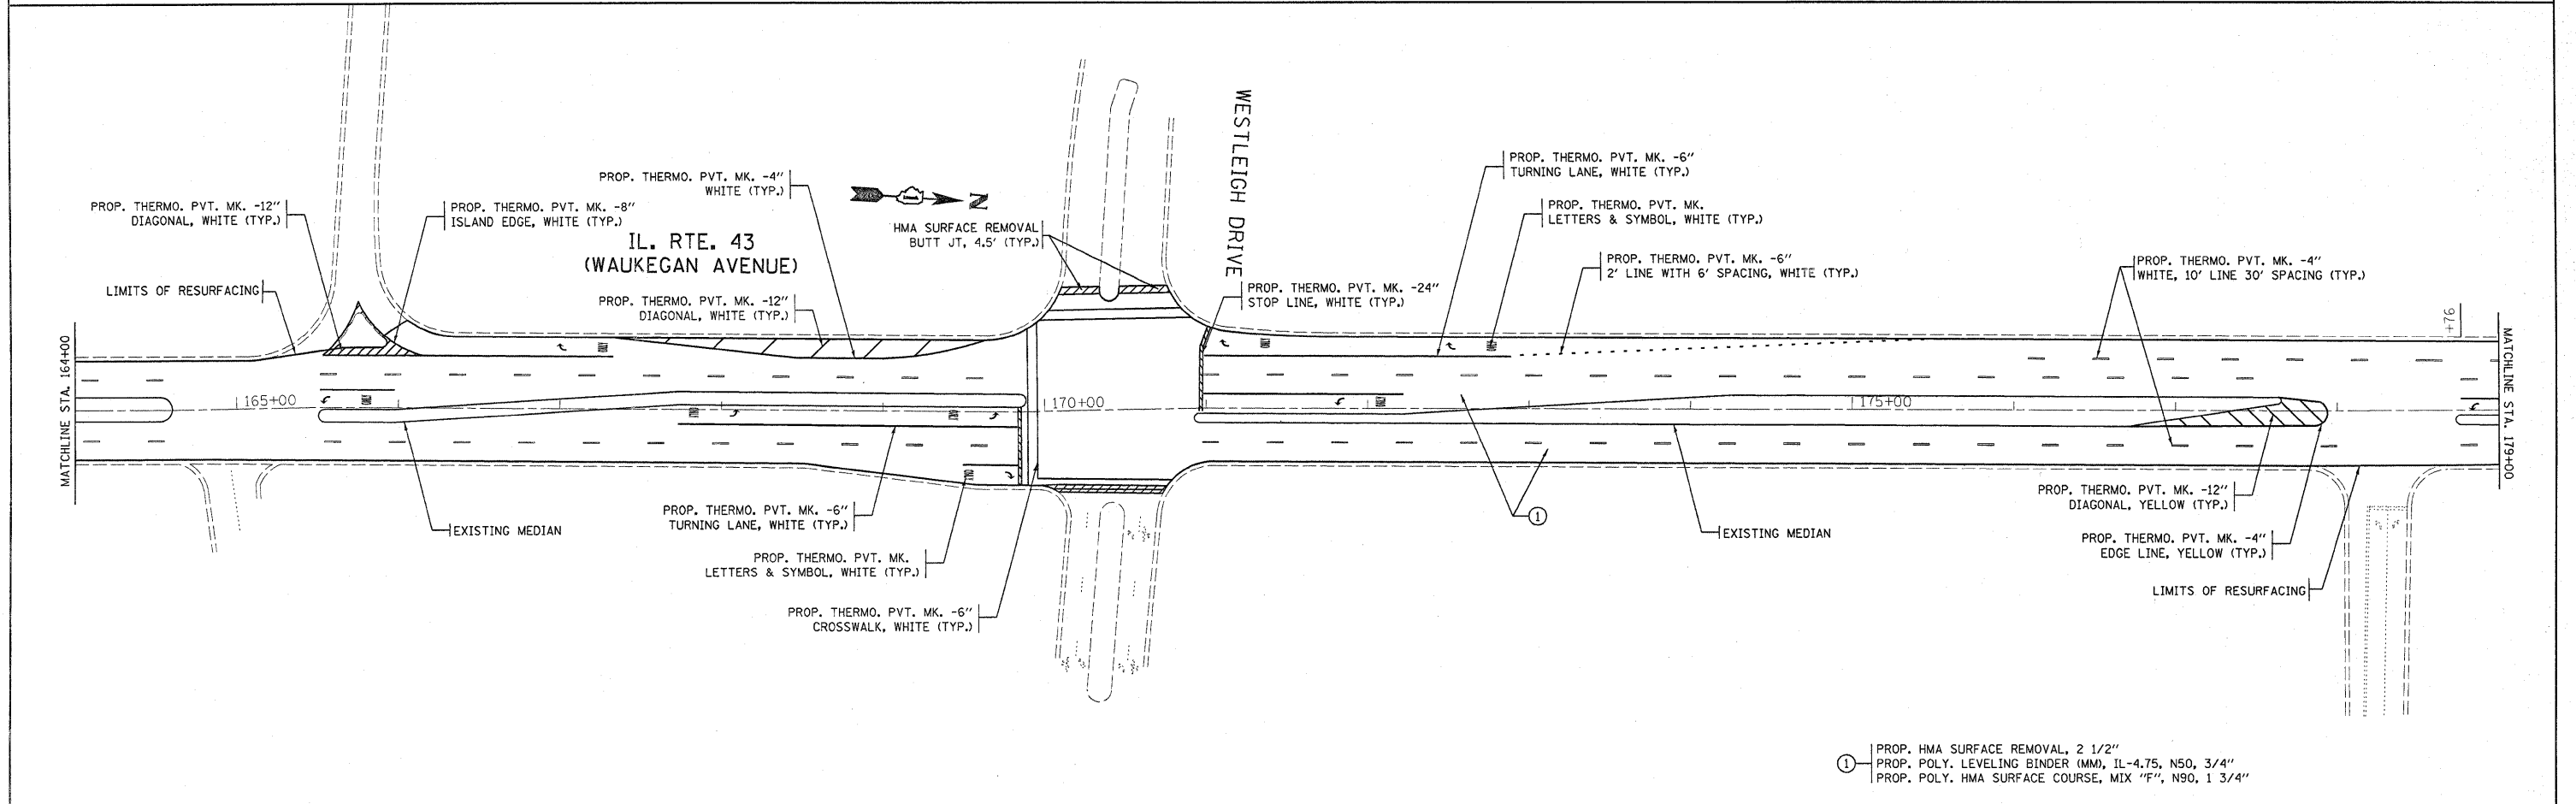 WESTLEIGH DRIVE
PROP. THERMO. PVT. MK. -12"
DIAGONAL, WHITE (TYP.)
PROP. THERMO. PVT. MK. -8"
ISLAND EDGE, WHITE (TYP.)
PROP. THERMO. PVT. MK. -4"
WHITE (TYP.)
N
IL. RTE. 43
(WAUKEGAN AVENUE)
HMA SURFACE REMOVAL
BUTT JT, 4.5' (TYP.)
PROP. THERMO. PVT. MK. -6"
TURNING LANE, WHITE (TYP.)
PROP. THERMO. PVT. MK.
LETTERS & SYMBOL, WHITE (TYP.)
PROP. THERMO. PVT. MK. -6"
2' LINE WITH 6' SPACING, WHITE (TYP.)
PROP. THERMO. PVT. MK. -4"
WHITE, 10' LINE 30' SPACING (TYP.)
LIMITS OF RESURFACING
PROP. THERMO. PVT. MK. -12"
DIAGONAL, WHITE (TYP.)
PROP. THERMO. PVT. MK. -24"
STOP LINE, WHITE (TYP.)
+76
MATCHLINE STA. 164+00
165+00
ONLY
ONLY
ONLY
ONLY
ONLY
170+00
ONLY
ONLY
ONLY
175+00
MATCHLINE STA. 179+00
EXISTING MEDIAN
PROP. THERMO. PVT. MK. -6"
TURNING LANE, WHITE (TYP.)
PROP. THERMO. PVT. MK.
LETTERS & SYMBOL, WHITE (TYP.)
PROP. THERMO. PVT. MK. -6"
CROSSWALK, WHITE (TYP.)
1
EXISTING MEDIAN
PROP. THERMO. PVT. MK. -12"
DIAGONAL, YELLOW (TYP.)
PROP. THERMO. PVT. MK. -4"
EDGE LINE, YELLOW (TYP.)
LIMITS OF RESURFACING
1
PROP. HMA SURFACE REMOVAL, 2 1/2"
PROP. POLY. LEVELING BINDER (MM), IL-4.75, N50, 3/4"
PROP. POLY. HMA SURFACE COURSE, MIX "F", N90, 1 3/4"